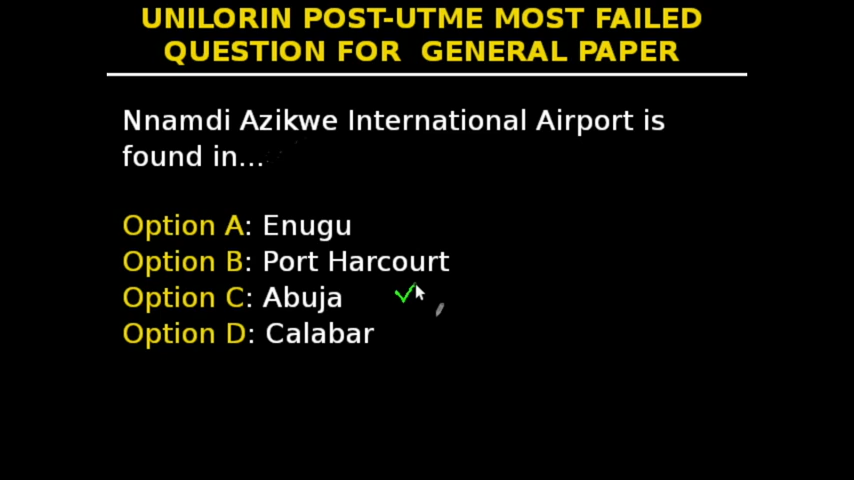 UNILORIN POST-UTME MOST FAILED
QUESTION FOR GENERAL PAPER
Nnamdi Azikwe International Airport is
found in...
Option A: Enugu
Option B: Port Harcourt
Option C: Abuja
Option D: Calabar